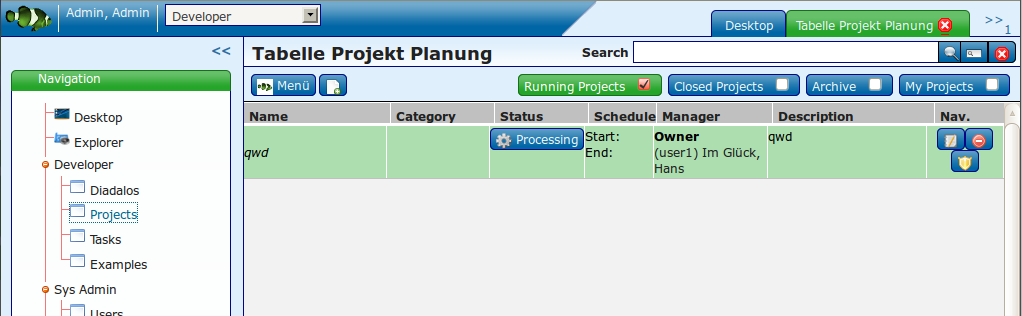 Admin, Admin
Developer
Desktop
Tabelle Projekt Planung
>>1
<<
Tabelle Projekt Planung
Search
Navigation
Menü
Running Projects
Closed Projects
Archive
My Projects
Name Category Status Schedule Manager Description Nav.
qwd Processing Start: Owner qwd
End: (user1) Im Glück,
Hans
Desktop
Explorer
Developer
Diadalos
Projects
Tasks
Examples
Sys Admin
Users